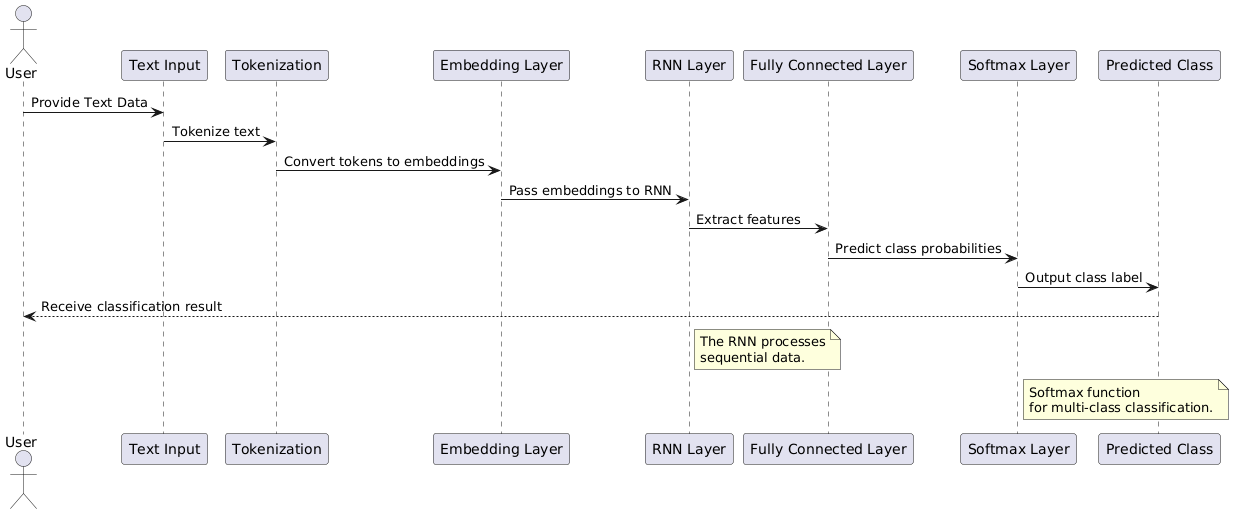 User
Text Input
Tokenization
Embedding Layer
RNN Layer
Fully Connected Layer
Softmax Layer
Predicted Class
Provide Text Data
Tokenize text
Convert tokens to embeddings
Pass embeddings to RNN
Extract features
Predict class probabilities
Output class label
Receive classification result
The RNN processes
sequential data.
Softmax function
for multi-class classification.
User
Text Input
Tokenization
Embedding Layer
RNN Layer
Fully Connected Layer
Softmax Layer
Predicted Class